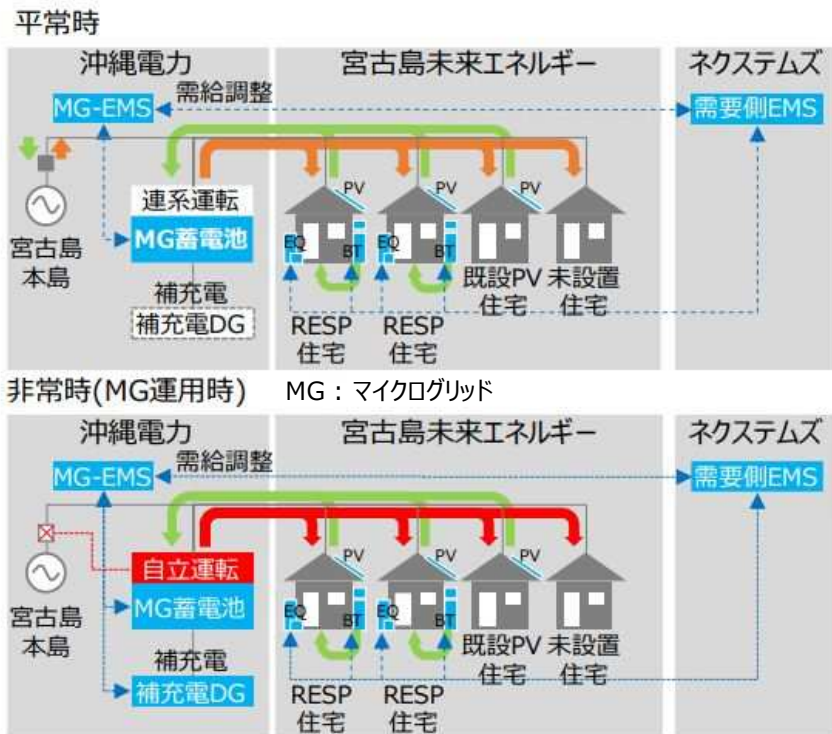 平常時
沖縄電力
宮古島未来エネルギー
ネクステムズ
MG-EMS
需給調整
需要側EMS
連系運転
MG蓄電池
宮古島
本島
補充電
補充電DG
PV
PV
PV
EQ
BT
EQ
BT
RESP
住宅
RESP
住宅
既設PV
住宅
未設置
住宅
非常時(MG運用時)
MG：マイクログリッド
沖縄電力
宮古島未来エネルギー
ネクステムズ
MG-EMS
需給調整
需要側EMS
自立運転
MG蓄電池
宮古島
本島
補充電
補充電DG
PV
PV
PV
EQ
BT
EQ
BT
RESP
住宅
RESP
住宅
既設PV
住宅
未設置
住宅